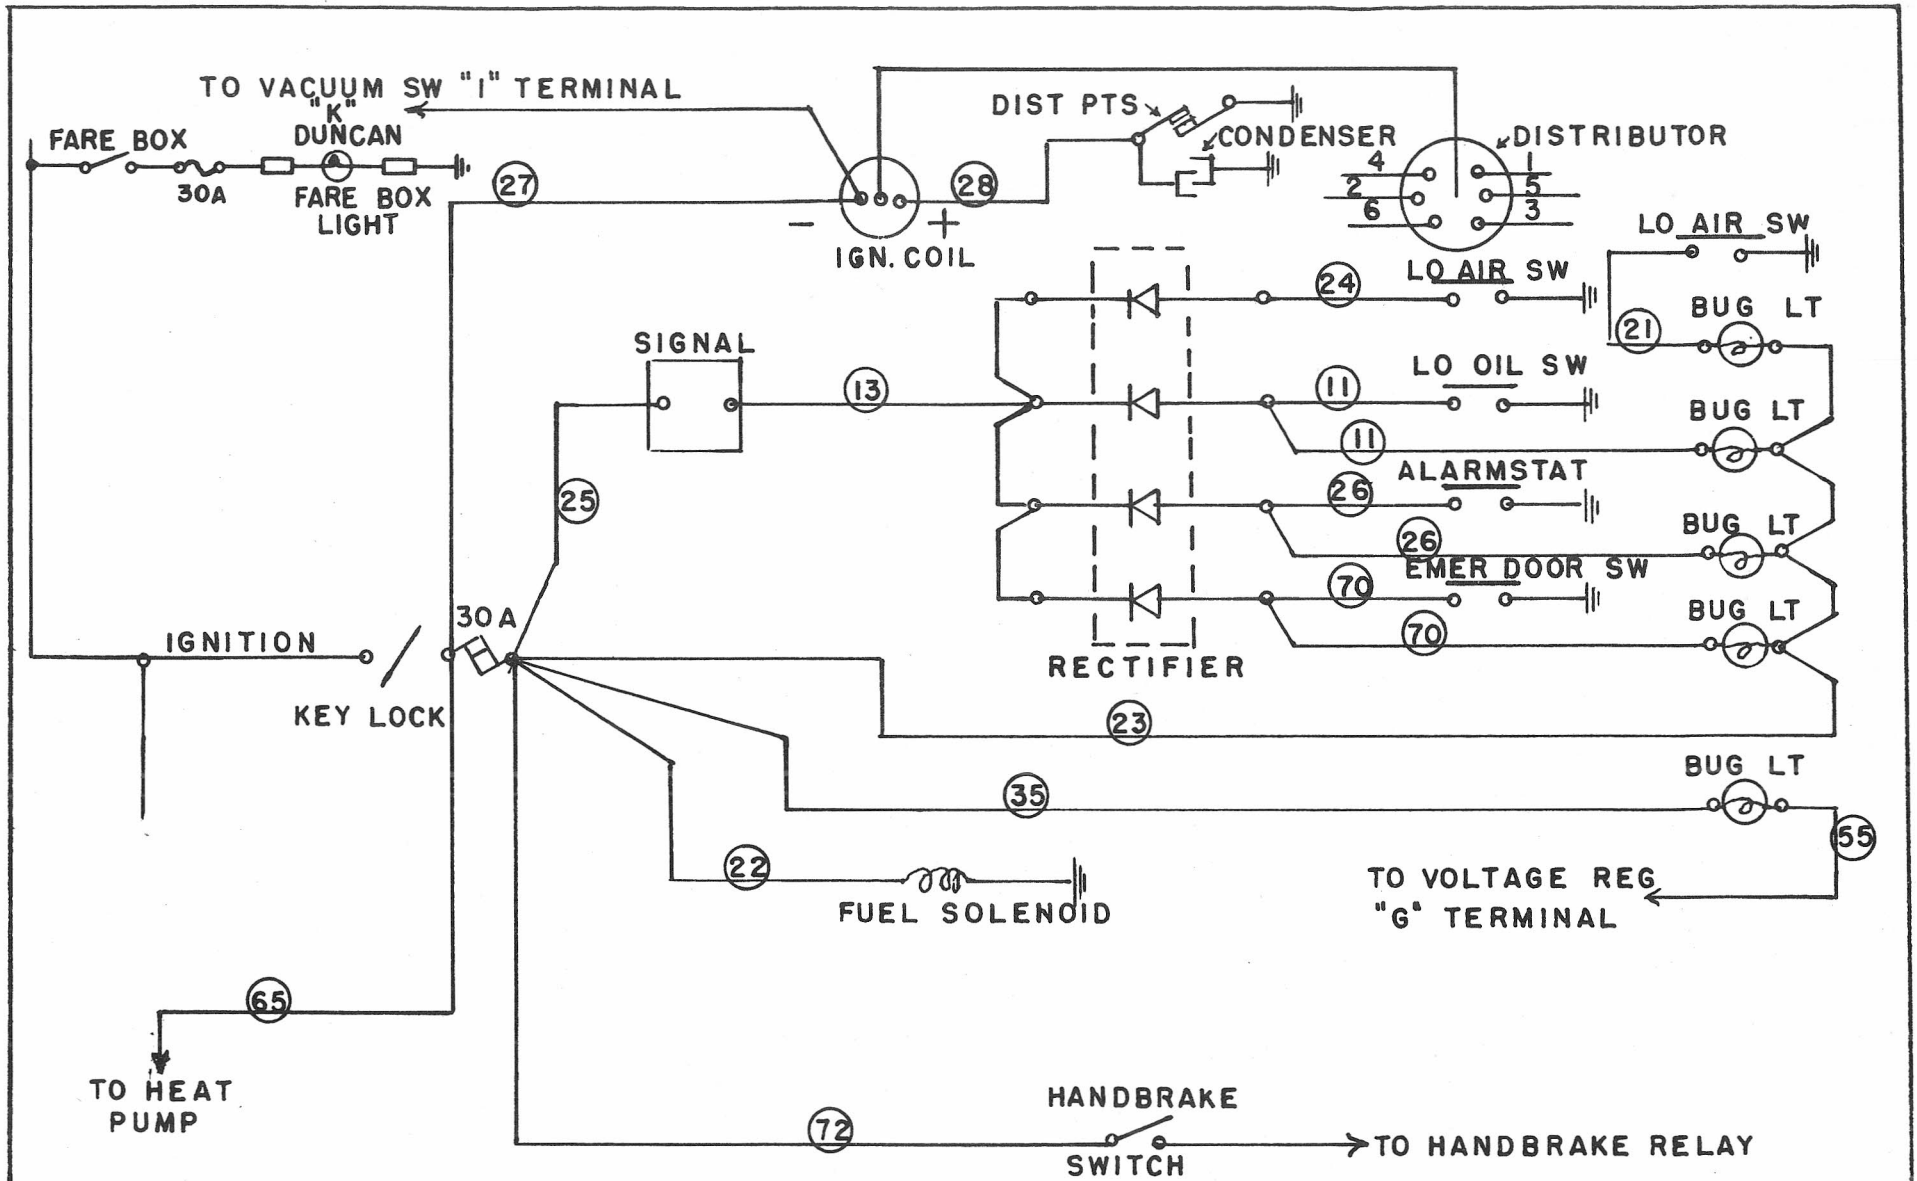 TO VACUUM SW "I" TERMINAL
"K"
FARE BOX
DUNCAN
30A
FARE BOX
LIGHT
27
DIST PTS
CONDENSER
DISTRIBUTOR
28
4
2
6
1
5
3
-
+
IGN. COIL
LO AIR SW
LO AIR SW
24
BUG LT
21
SIGNAL
13
LO OIL SW
11
BUG LT
11
ALARMSTAT
25
26
BUG LT
26
EMER DOOR SW
70
BUG LT
70
30A
IGNITION
RECTIFIER
KEY LOCK
23
BUG LT
35
55
22
TO VOLTAGE REG
"G" TERMINAL
FUEL SOLENOID
65
TO HEAT
PUMP
HANDBRAKE
72
TO HANDBRAKE RELAY
SWITCH